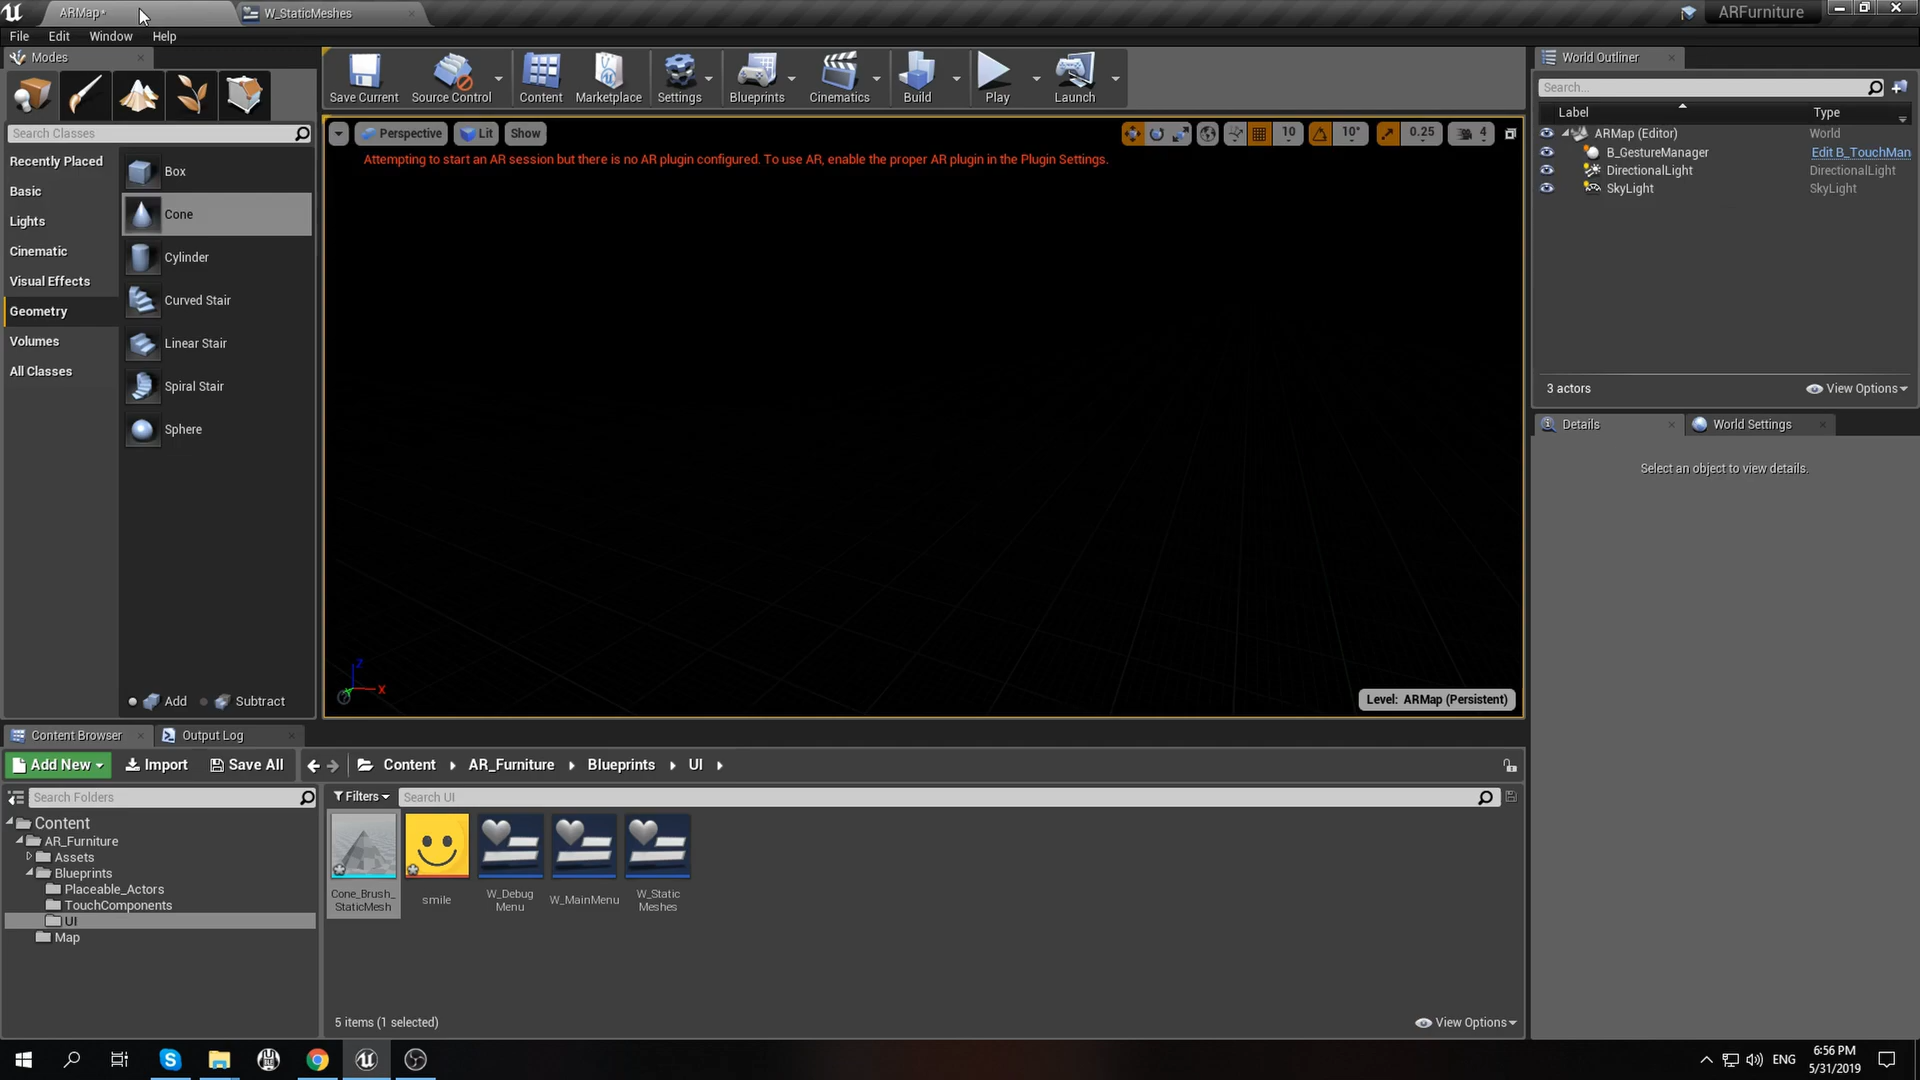 ARMap*
W_StaticMeshes
ARFurniture
File
Edit
Window
Help
Modes
Save Current
Source Control
Content
Marketplace
Settings
Blueprints
Cinematics
Build
Play
Launch
World Outliner
Search...
Label
Type
ARMap (Editor)
World
B_GestureManager
Edit B_TouchMan
DirectionalLight
DirectionalLight
SkyLight
SkyLight
3 actors
View Options
Details
World Settings
Select an object to view details.
Search Classes
Recently Placed
Basic
Lights
Cinematic
Visual Effects
Geometry
Volumes
All Classes
Box
Cone
Cylinder
Curved Stair
Linear Stair
Spiral Stair
Sphere
Add
Subtract
Perspective
Lit
Show
10
10°
0.25
4
Attempting to start an AR session but there is no AR plugin configured. To use AR, enable the proper AR plugin in the Plugin Settings.
Z
X
Level: ARMap (Persistent)
Content Browser
Output Log
Add New
Import
Save All
Content
AR_Furniture
Blueprints
UI
Search Folders
Filters
Search UI
Content
AR_Furniture
Assets
Blueprints
Placeable_Actors
TouchComponents
UI
Map
Cone_Brush_
StaticMesh
smile
W_Debug
Menu
W_MainMenu
W_Static
Meshes
5 items (1 selected)
View Options
ENG
6:56 PM
5/31/2019